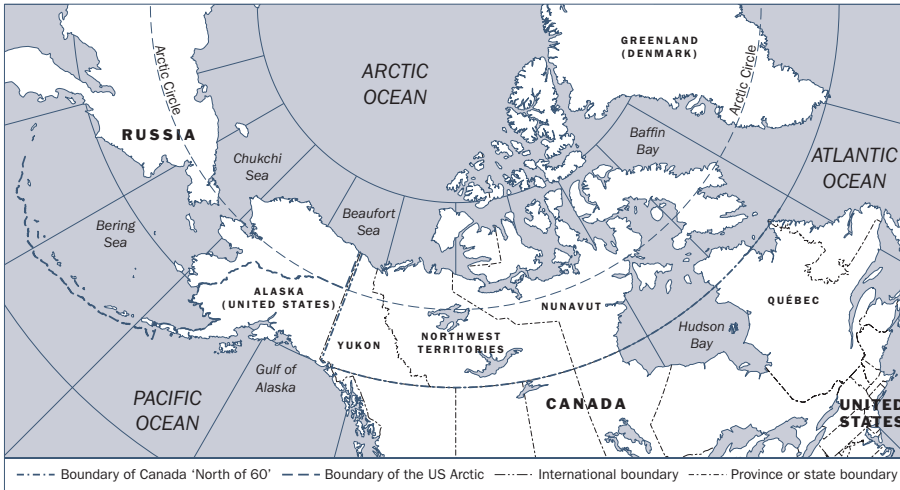 GREENLAND
(DENMARK)
Arctic Circle
Arctic Circle
ARCTIC
OCEAN
RUSSIA
Baffin
Bay
Chukchi
Sea
ATLANTIC
OCEAN
Beaufort
Sea
Bering
Sea
ALASKA
(UNITED STATES)
NUNAVUT
QUÉBEC
Hudson
Bay
YUKON
NORTHWEST
TERRITORIES
Gulf of
Alaska
PACIFIC
OCEAN
CANADA
UNITED
STATES
Boundary of Canada ‘North of 60’ Boundary of the US Arctic International boundary Province or state boundary